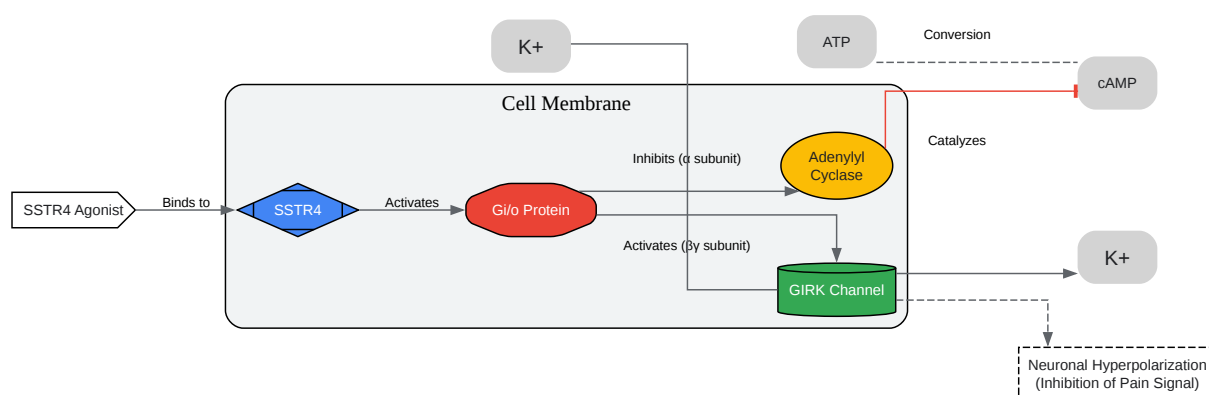 K+
ATP
Conversion
cAMP
Cell Membrane
Catalyzes
Inhibits (α subunit)
Adenylyl
Cyclase
SSTR4 Agonist
Binds to
SSTR4
Activates
Gi/o Protein
Activates (βγ subunit)
GIRK Channel
K+
Neuronal Hyperpolarization
(Inhibition of Pain Signal)